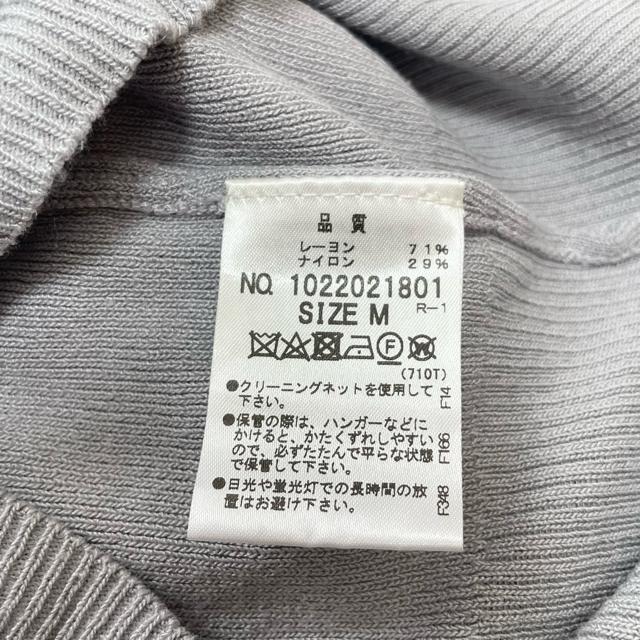 品質
レーヨン 71%
ナイロン 29%
NO. 1022021801
SIZE M R-1
(710T)
●クリーニングネットを使用して
下さい。 F14
●保管の際は、ハンガーなどに
かけると、かたくずれしやすい
ので、必ずたたんで平らな状態
で保管して下さい。 F186
●日光や蛍光灯での長時間の放
置はお避け下さい。 F348